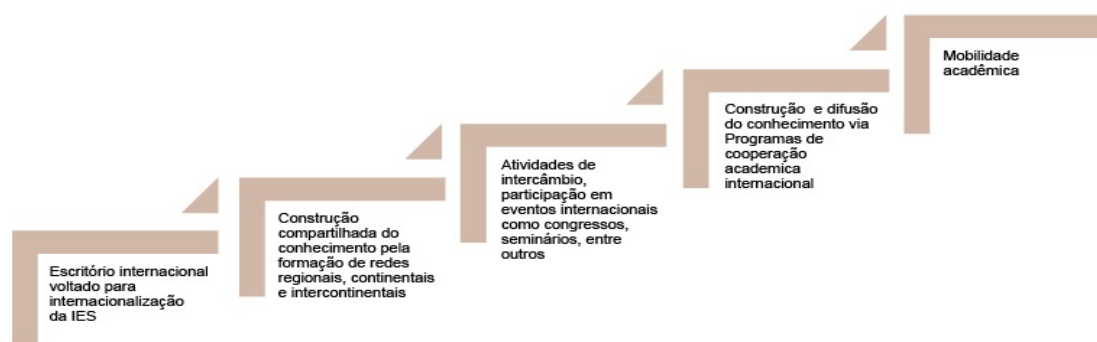 Escritório internacional
voltado para
internacionalização
da IES
Construção
compartilhada do
conhecimento pela
formação de redes
regionais, continentais
e intercontinentais
Atividades de
intercâmbio,
participação em
eventos internacionais
como congressos,
seminários, entre
outros
Construção e difusão
do conhecimento via
Programas de
cooperação
academica
internacional
Mobilidade
acadêmica